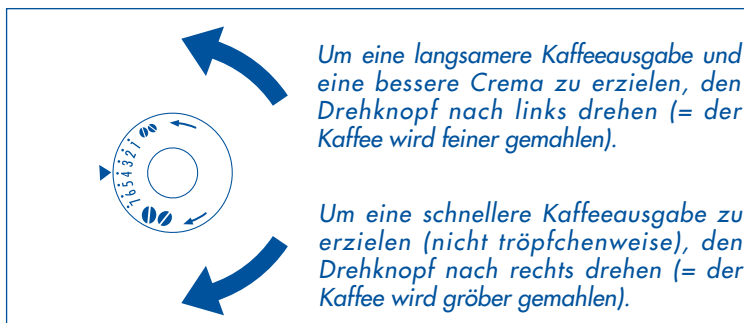 Um eine langsamere Kaffeeausgabe und
eine bessere Crema zu erzielen, den
Drehknopf nach links drehen (= der
Kaffee wird feiner gemahlen).
7654321
Um eine schnellere Kaffeeausgabe zu
erzielen (nicht tröpfchenweise), den
Drehknopf nach rechts drehen (= der
Kaffee wird gröber gemahlen).